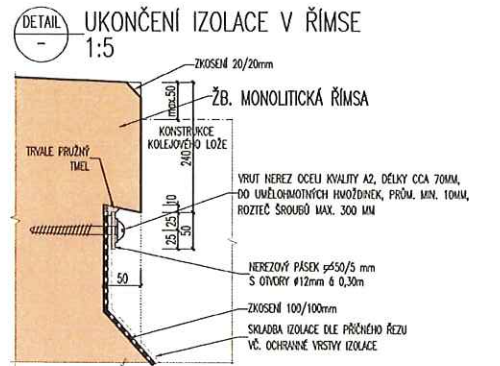 DETAIL
-
UKONČENÍ IZOLACE V ŘÍMSE
1:5
ZKOSENÍ 20/20mm
max.50
ŽB. MONOLITICKÁ ŘÍMSA
KONSTRUKCE
KOLEJOVÉHO LOŽE
240
TRVALE PRUŽNÝ
TMEL
10
25
25
50
VRUT NEREZ OCELI KVALITY A2, DÉLKY CCA 70MM,
DO UMĚLOHMOTNÝCH HMOŽDINEK, PRŮM. MIN. 10MM,
ROZTEČ ŠROUBŮ MAX. 300 MM
50
NEREZOVÝ PÁSEK ⌀50/5 mm
S OTVORY ø12mm á 0,30m
ZKOSENÍ 100/100mm
SKLADBA IZOLACE DLE PŘÍČNÉHO ŘEZU
VČ. OCHRANNÉ VRSTVY IZOLACE